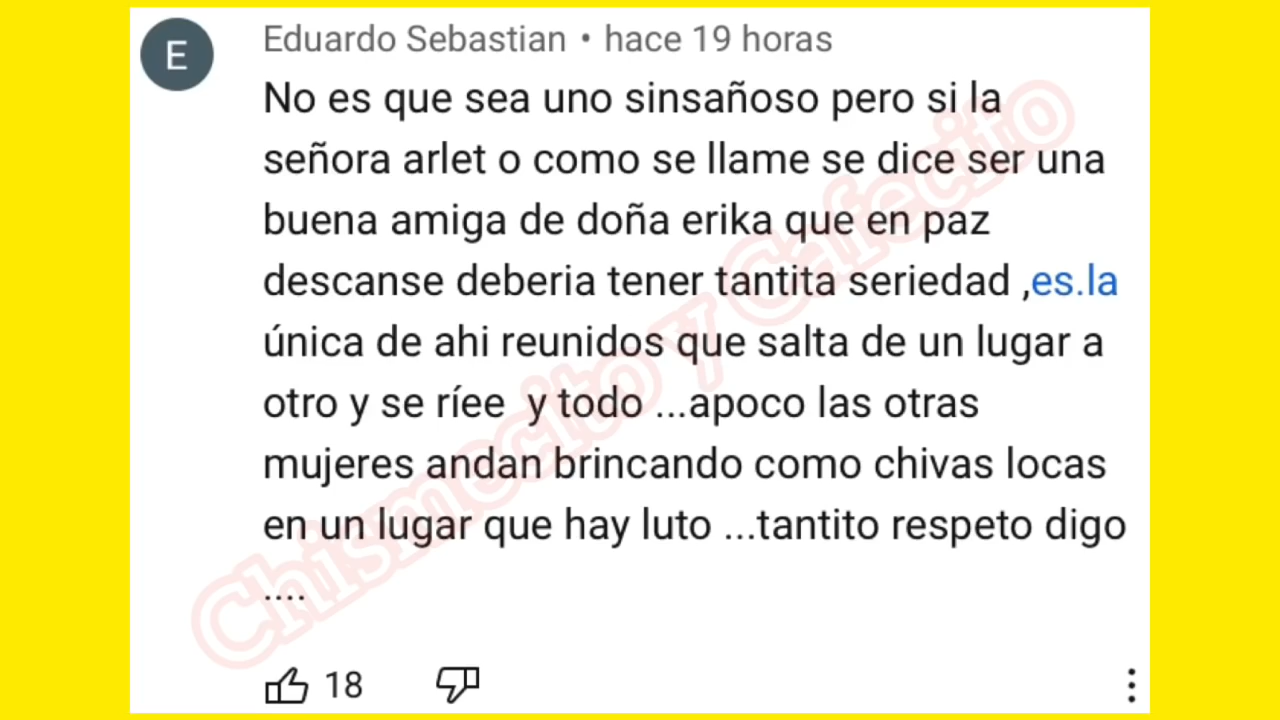 E
Eduardo Sebastian • hace 19 horas
No es que sea uno sinsañoso pero si la
señora arlet o como se llame se dice ser una
buena amiga de doña erika que en paz
descanse deberia tener tantita seriedad ,es.la
única de ahi reunidos que salta de un lugar a
otro y se ríee  y todo ...apoco las otras
mujeres andan brincando como chivas locas
en un lugar que hay luto ...tantito respeto digo
....
18
Chismecito y Cafecito